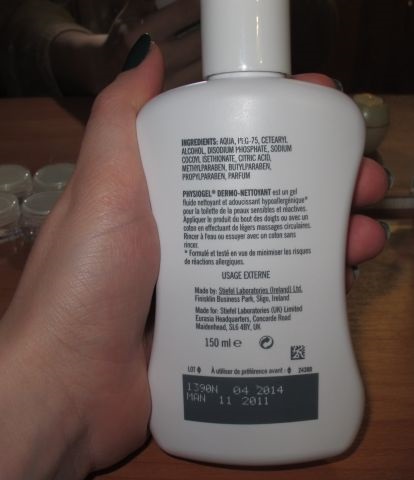 INGREDIENTS: AQUA, PEG-75, CETEARYL
ALCOHOL, DISODIUM PHOSPHATE, SODIUM
COCOYL ISETHIONATE, CITRIC ACID,
METHYLPARABEN, BUTYLPARABEN,
PROPYLPARABEN, PARFUM
PHYSIOGEL® DERMO-NETTOYANT est un gel
fluide nettoyant et adoucissant hypoallergénique*
pour la toilette de la peaux sensibles et réactives.
Appliquer le produit du bout des doigts ou avec un
coton en effectuant de légers massages circulaires.
Rincer à l'eau ou essuyer avec un coton sans
rincer.
* Formulé et testé en vue de minimiser les risques
de réactions allergiques.
USAGE EXTERNE
Made by: Stiefel Laboratories (Ireland) Ltd.
Finisklin Business Park, Sligo, Ireland
Made for: Stiefel Laboratories (UK) Limited
Eurasia Headquarters, Concorde Road
Maidenhead, SL6 4BY, UK
150 ml e
LOT À utiliser de préférence avant : 24308
1390N 04 2014
MAN 11 2011